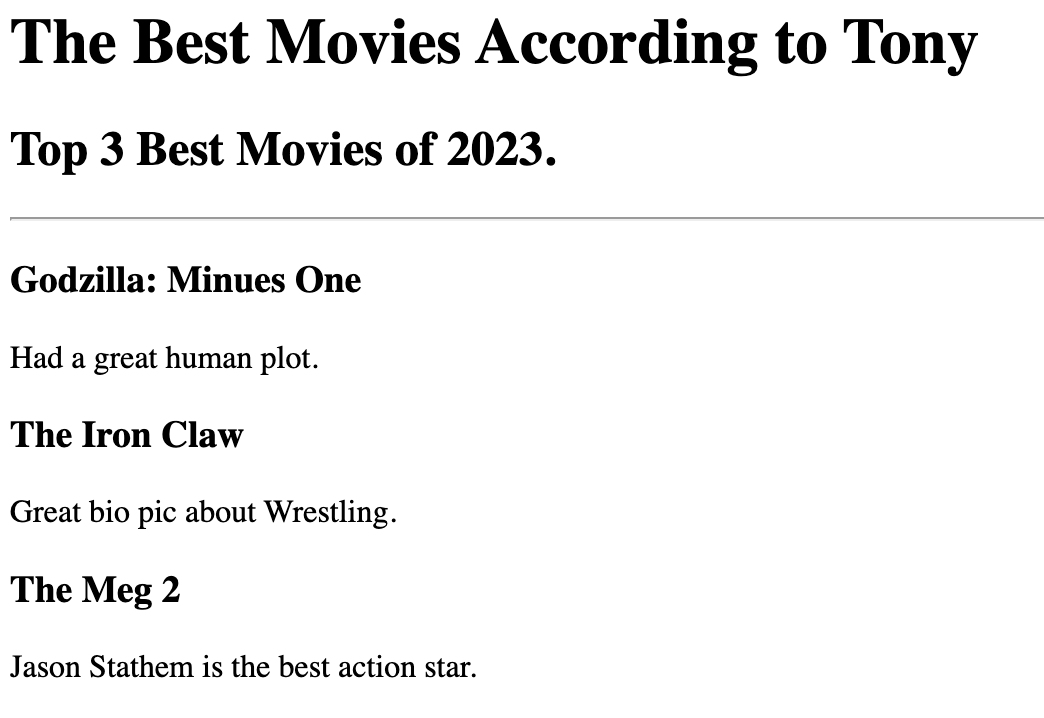 The Best Movies According to Tony
Top 3 Best Movies of 2023.
Godzilla: Minues One
Had a great human plot.
The Iron Claw
Great bio pic about Wrestling.
The Meg 2
Jason Stathem is the best action star.